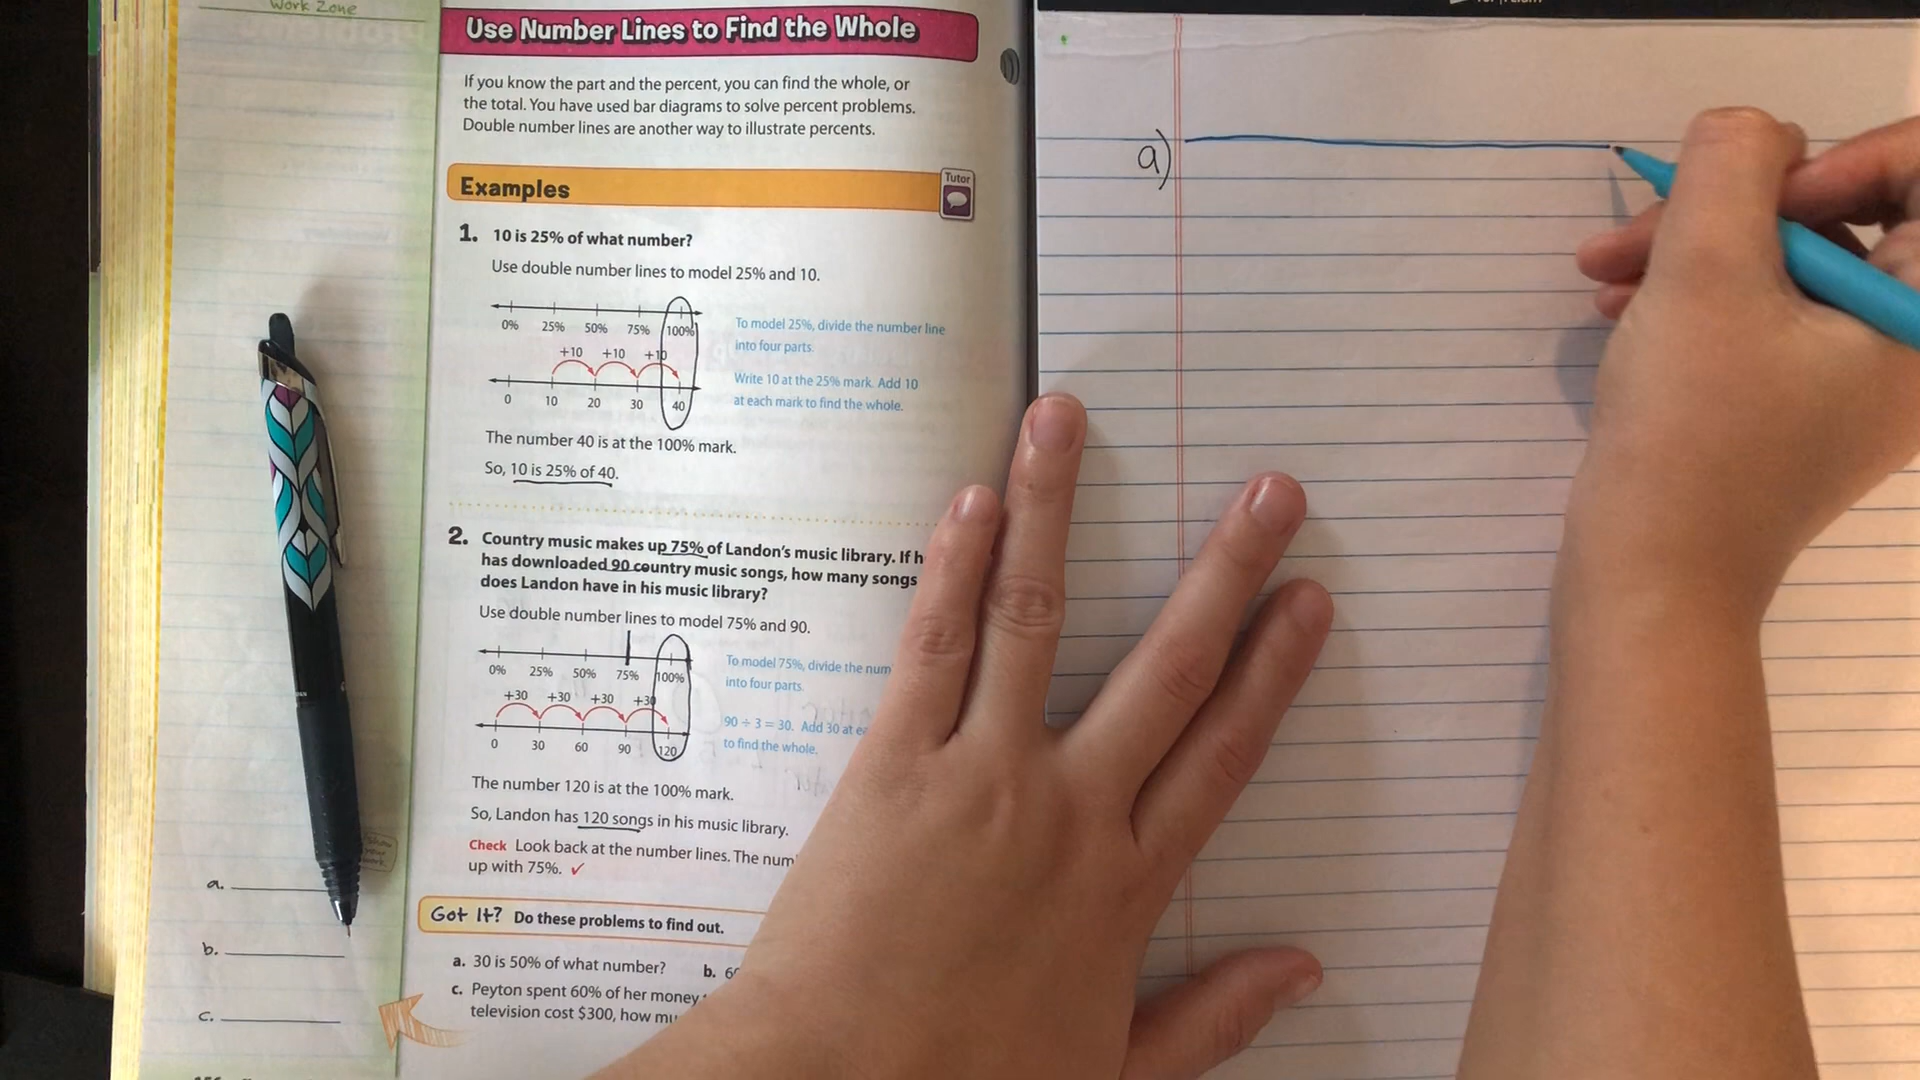 Work Zone
Use Number Lines to Find the Whole
If you know the part and the percent, you can find the whole, or
the total. You have used bar diagrams to solve percent problems.
Double number lines are another way to illustrate percents.
Examples
Tutor
1. 10 is 25% of what number?
Use double number lines to model 25% and 10.
0% 25% 50% 75% 100%
+10 +10 +10
0 10 20 30 40
To model 25%, divide the number line
into four parts.
Write 10 at the 25% mark. Add 10
at each mark to find the whole.
The number 40 is at the 100% mark.
So, 10 is 25% of 40.
2. Country music makes up 75% of Landon's music library. If h
has downloaded 90 country music songs, how many songs
does Landon have in his music library?
Use double number lines to model 75% and 90.
0% 25% 50% 75% 100%
+30 +30 +30 +30
0 30 60 90 120
To model 75%, divide the num
into four parts.
90 ÷ 3 = 30. Add 30 at ea
to find the whole.
The number 120 is at the 100% mark.
So, Landon has 120 songs in his music library.
Check Look back at the number lines. The num
up with 75%. ✓
show your work.
Got It? Do these problems to find out.
a. 30 is 50% of what number? b. 60
c. Peyton spent 60% of her money
television cost $300, how mu
a.
b.
c.
a)